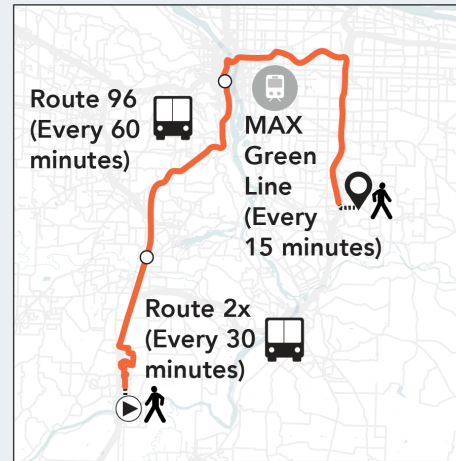 Route 96
(Every 60
minutes)
MAX
Green
Line
(Every
15 minutes)
Route 2x
(Every 30
minutes)